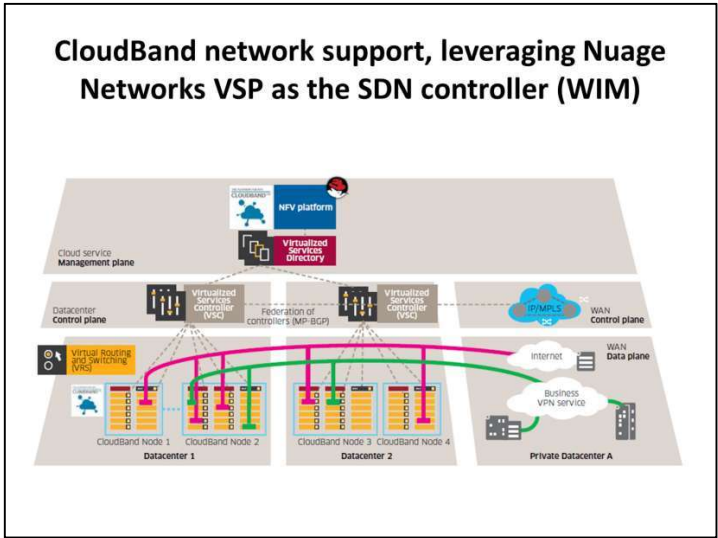 CloudBand network support, leveraging Nuage
Networks VSP as the SDN controller (WIM)
CLOUDBAND
NFV platform
Virtualized
Services
Directory
Cloud service
Management plane
Virtualized
Services
Controller
(VSC)
Virtualized
Services
Controller
(VSC)
Datacenter
Control plane
Federation of
controllers (MP-BGP)
IP/MPLS
WAN
Control plane
Virtual Routing
and Switching
(VRS)
Internet
WAN
Data plane
Business
VPN service
CloudBand Node 1
CloudBand Node 2
CloudBand Node 3
CloudBand Node 4
Datacenter 1
Datacenter 2
Private Datacenter A